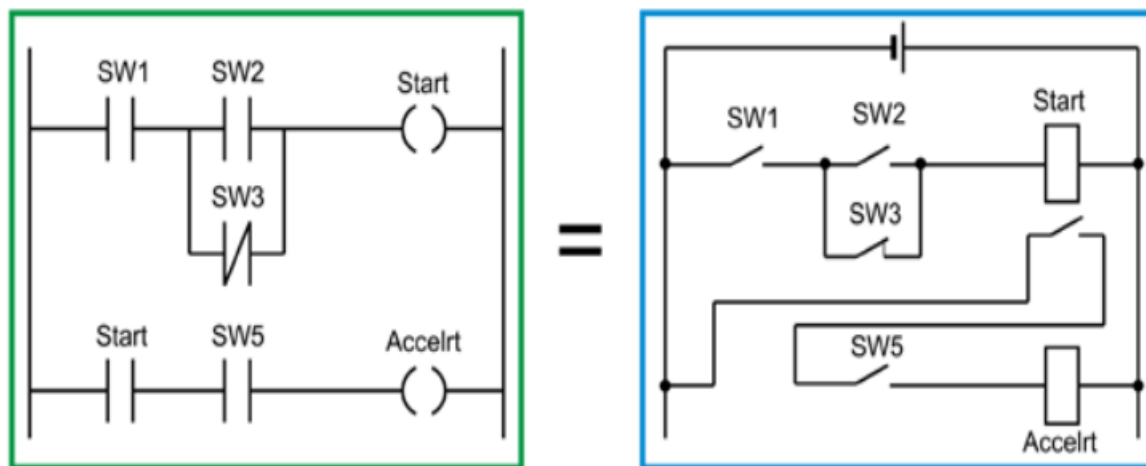 SW1 SW2 Start
SW3
Start SW5 Accelrt
=
SW1 SW2 Start
SW3
SW5
Accelrt